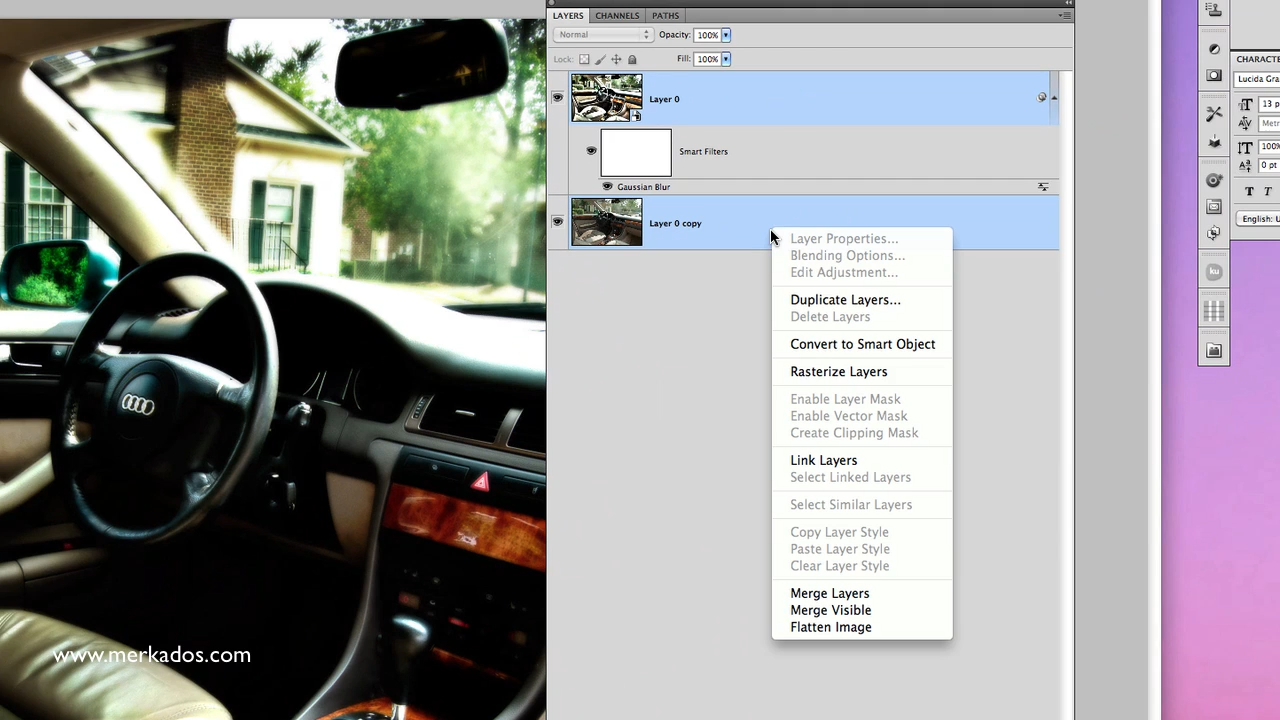 LAYERS CHANNELS PATHS
Normal Opacity: 100%
Lock: Fill: 100%
Layer 0
Smart Filters
Gaussian Blur
Layer 0 copy
Layer Properties...
Blending Options...
Edit Adjustment...
Duplicate Layers...
Delete Layers
Convert to Smart Object
Rasterize Layers
Enable Layer Mask
Enable Vector Mask
Create Clipping Mask
Link Layers
Select Linked Layers
Select Similar Layers
Copy Layer Style
Paste Layer Style
Clear Layer Style
Merge Layers
Merge Visible
Flatten Image
www.merkados.com
ku
CHARACTE
Lucida Gra
13 p
Metr
100%
0 pt
T T
English: U